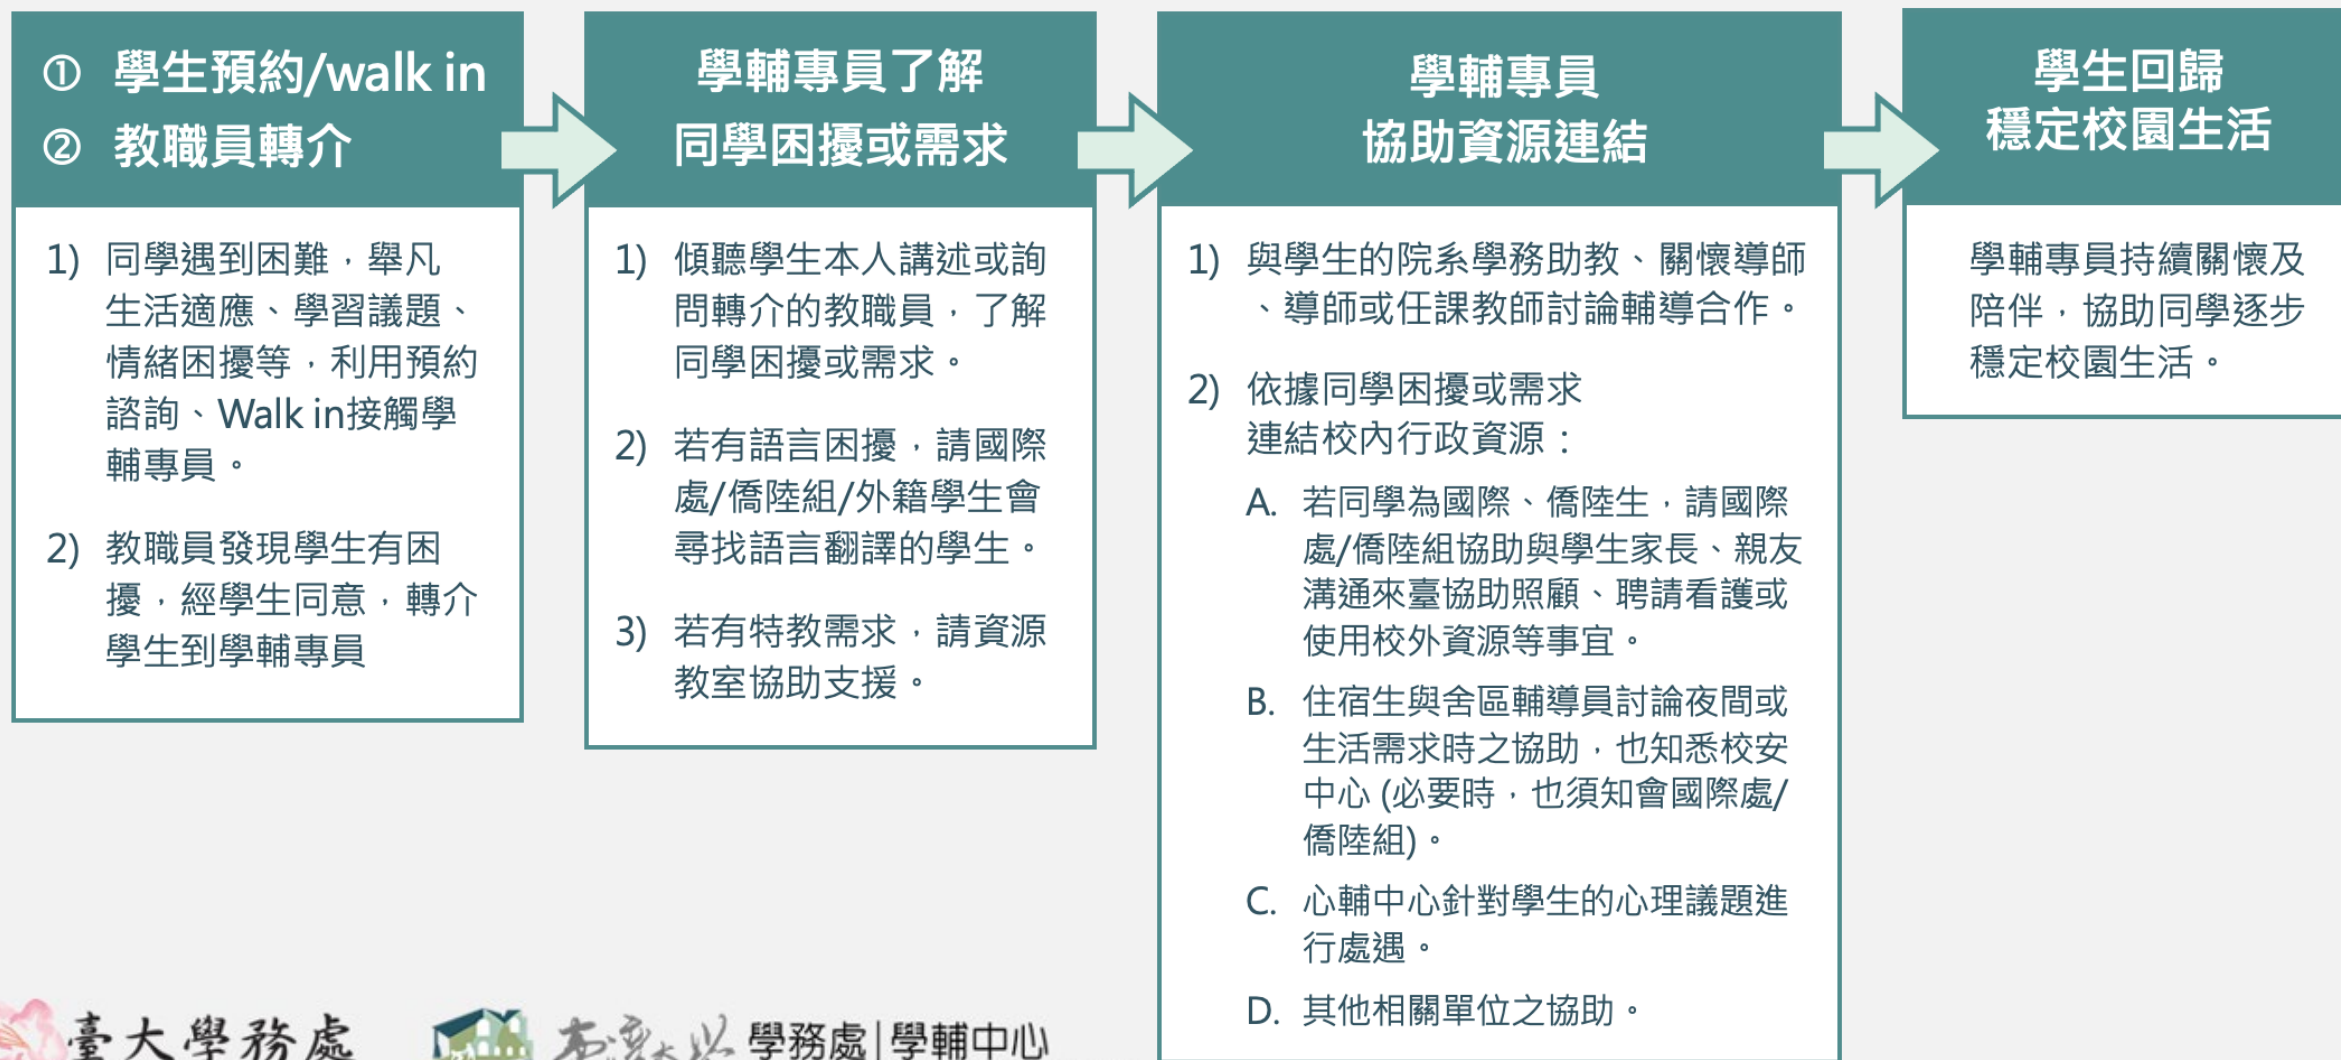 ① 學生預約/walk in
② 教職員轉介
1) 同學遇到困難，舉凡
生活適應、學習議題、
情緒困擾等，利用預約
諮詢、Walk in接觸學
輔專員。
2) 教職員發現學生有困
擾，經學生同意，轉介
學生到學輔專員
學輔專員了解
同學困擾或需求
1) 傾聽學生本人講述或詢
問轉介的教職員，了解
同學困擾或需求。
2) 若有語言困擾，請國際
處/僑陸組/外籍學生會
尋找語言翻譯的學生。
3) 若有特教需求，請資源
教室協助支援。
學輔專員
協助資源連結
1) 與學生的院系學務助教、關懷導師
、導師或任課教師討論輔導合作。
2) 依據同學困擾或需求
連結校內行政資源：
A. 若同學為國際、僑陸生，請國際
處/僑陸組協助與學生家長、親友
溝通來臺協助照顧、聘請看護或
使用校外資源等事宜。
B. 住宿生與舍區輔導員討論夜間或
生活需求時之協助，也知悉校安
中心 (必要時，也須知會國際處/
僑陸組)。
C. 心輔中心針對學生的心理議題進
行處遇。
D. 其他相關單位之協助。
學生回歸
穩定校園生活
學輔專員持續關懷及
陪伴，協助同學逐步
穩定校園生活。
臺大學務處
學務處|學輔中心